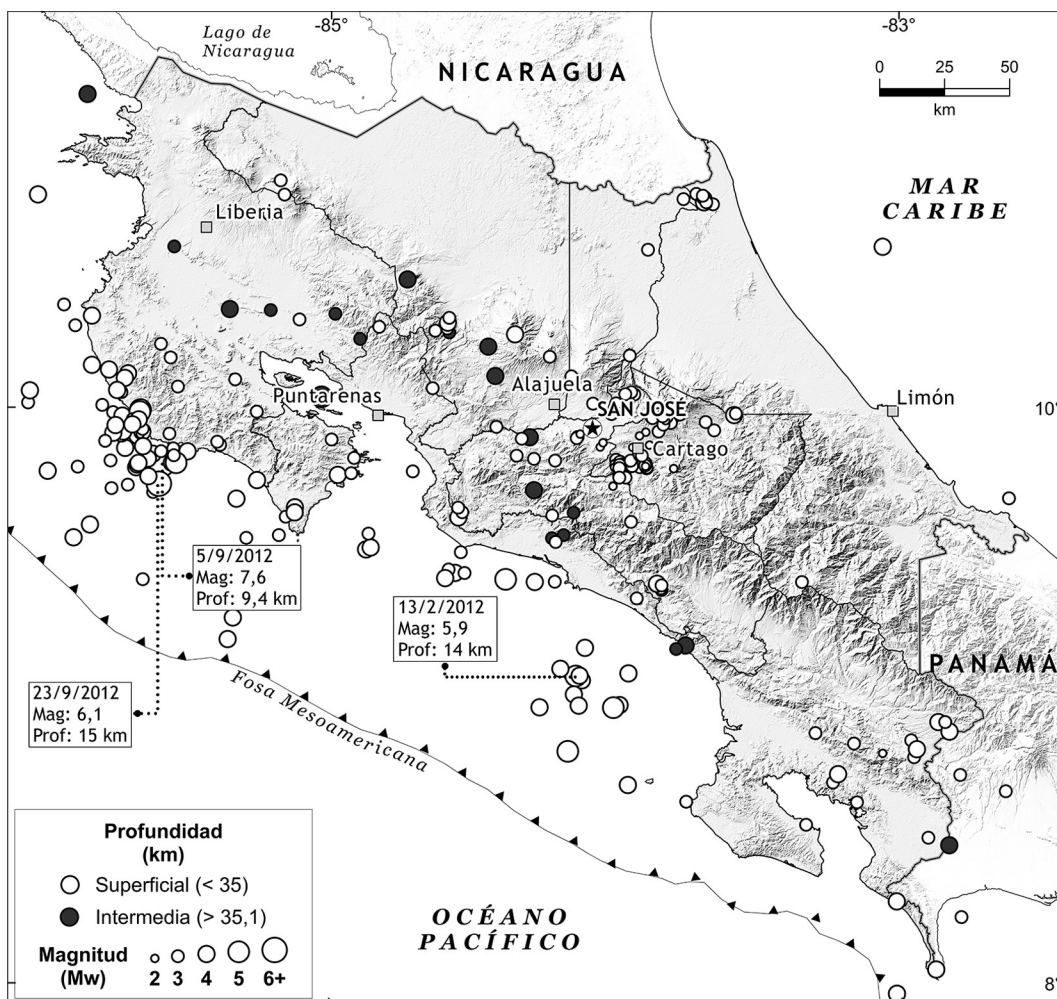 -85°
-83°
Lago de
Nicaragua
NICARAGUA
0 25 50
km
MAR
CARIBE
Liberia
Alajuela
Puntarenas
SAN JOSÉ
Limón
10°
Cartago
5/9/2012
Mag: 7,6
Prof: 9,4 km
13/2/2012
Mag: 5,9
Prof: 14 km
PANAMÁ
23/9/2012
Mag: 6,1
Prof: 15 km
Fosa Mesoamericana
Profundidad
(km)
Superficial (< 35)
Intermedia (> 35,1)
Magnitud
(Mw)
2 3 4 5 6+
OCÉANO
PACÍFICO
8°